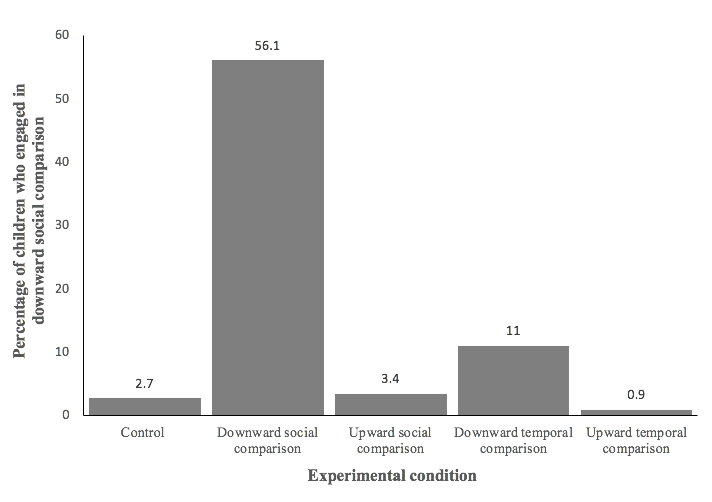 Percentage of children who engaged in
downward social comparison
60
50
40
30
20
10
0
2.7
56.1
3.4
11
0.9
Control
Downward social
comparison
Upward social
comparison
Downward temporal
comparison
Upward temporal
comparison
Experimental condition